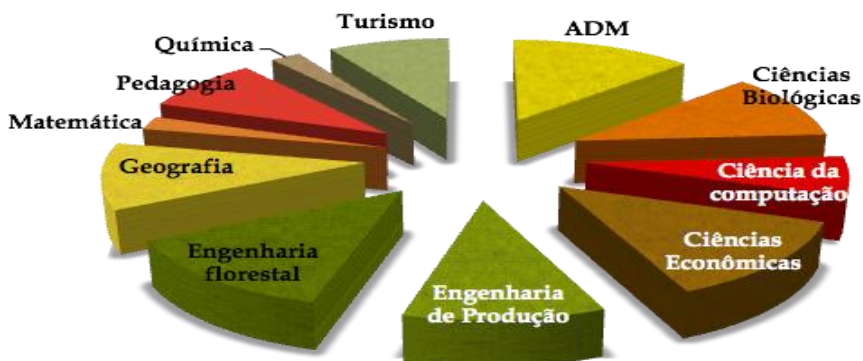 Turismo
ADM
Química
Ciências
Biológicas
Pedagogia
Matemática
Geografia
Ciência da
computação
Engenharia
florestal
Ciências
Econômicas
Engenharia
de Produção